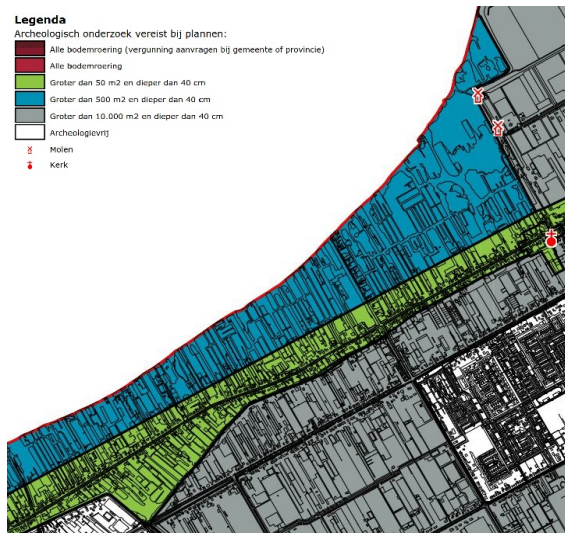 Legenda
Archeologisch onderzoek vereist bij plannen:
Alle bodemroering (vergunning aanvragen bij gemeente of provincie)
Alle bodemroering
Groter dan 50 m2 en dieper dan 40 cm
Groter dan 500 m2 en dieper dan 40 cm
Groter dan 10.000 m2 en dieper dan 40 cm
Archeologievrij
Molen
Kerk